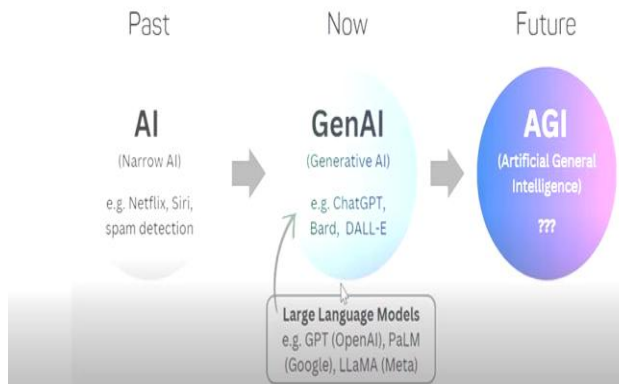 Past
Now
Future
AI
(Narrow AI)
e.g. Netflix, Siri,
spam detection
GenAI
(Generative AI)
e.g. ChatGPT,
Bard, DALL-E
AGI
(Artificial General
Intelligence)
???
Large Language Models
e.g. GPT (OpenAI), PaLM
(Google), LLaMA (Meta)